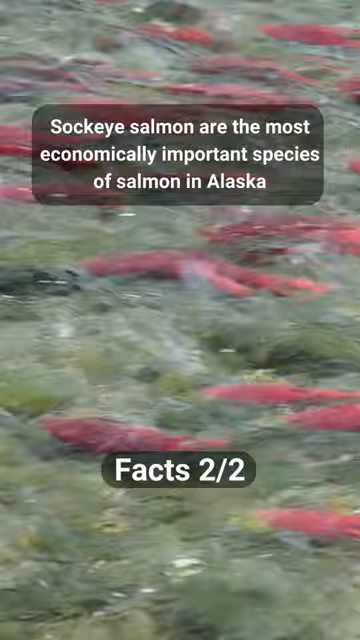 Sockeye salmon are the most
economically important species
of salmon in Alaska
Facts 2/2